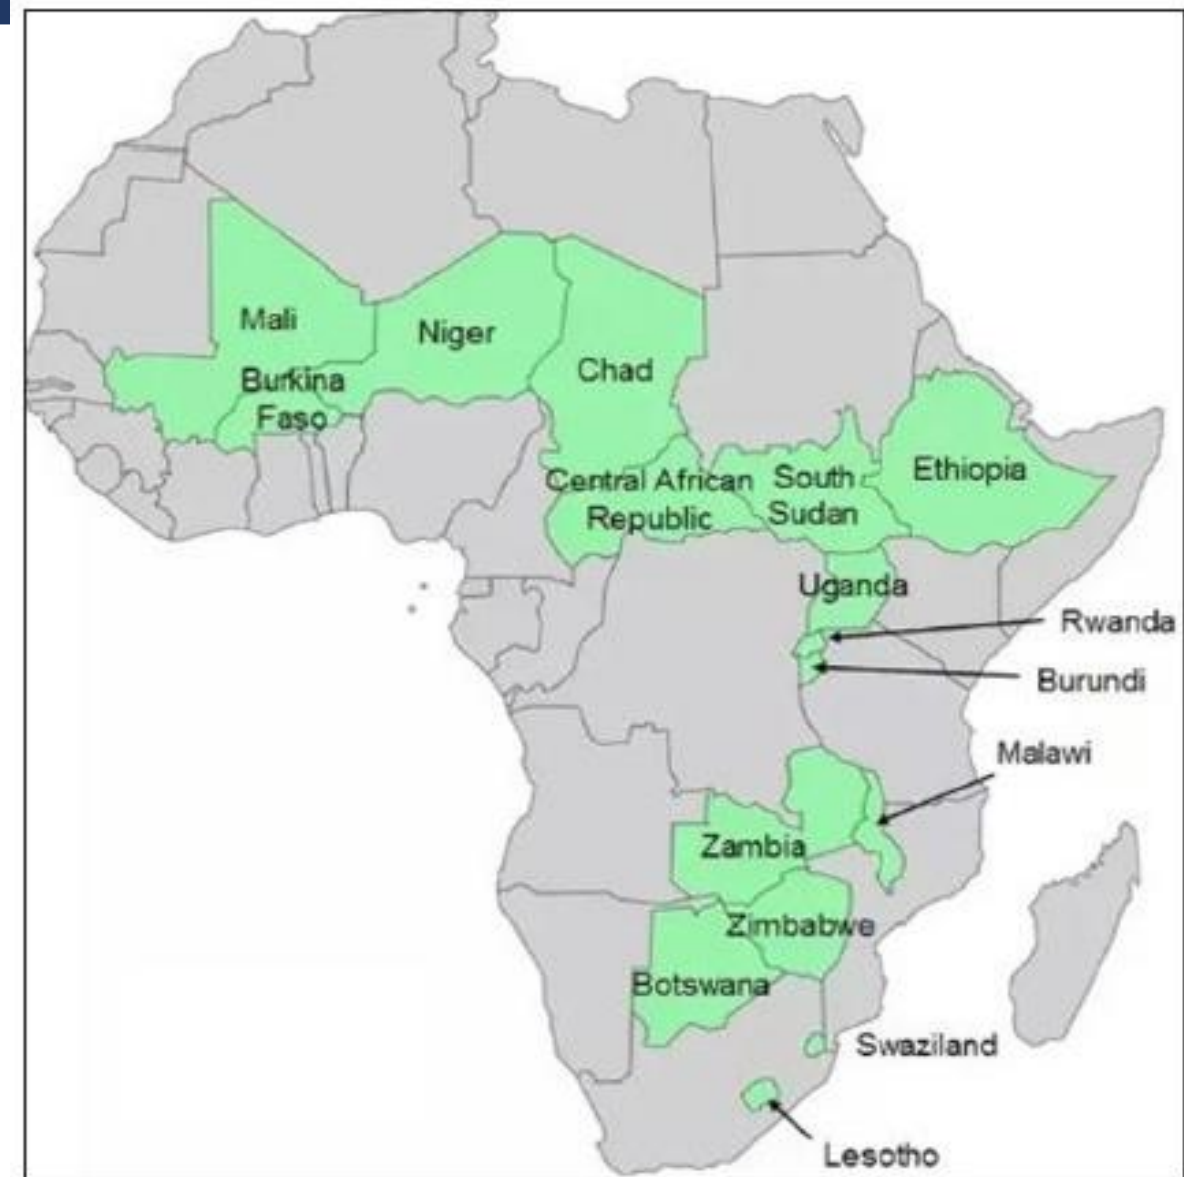 Mali
Niger
Chad
Burkina
Faso
Central African
Republic
South
Sudan
Ethiopia
Uganda
Rwanda
Burundi
Malawi
Zambia
Zimbabwe
Botswana
Swaziland
Lesotho